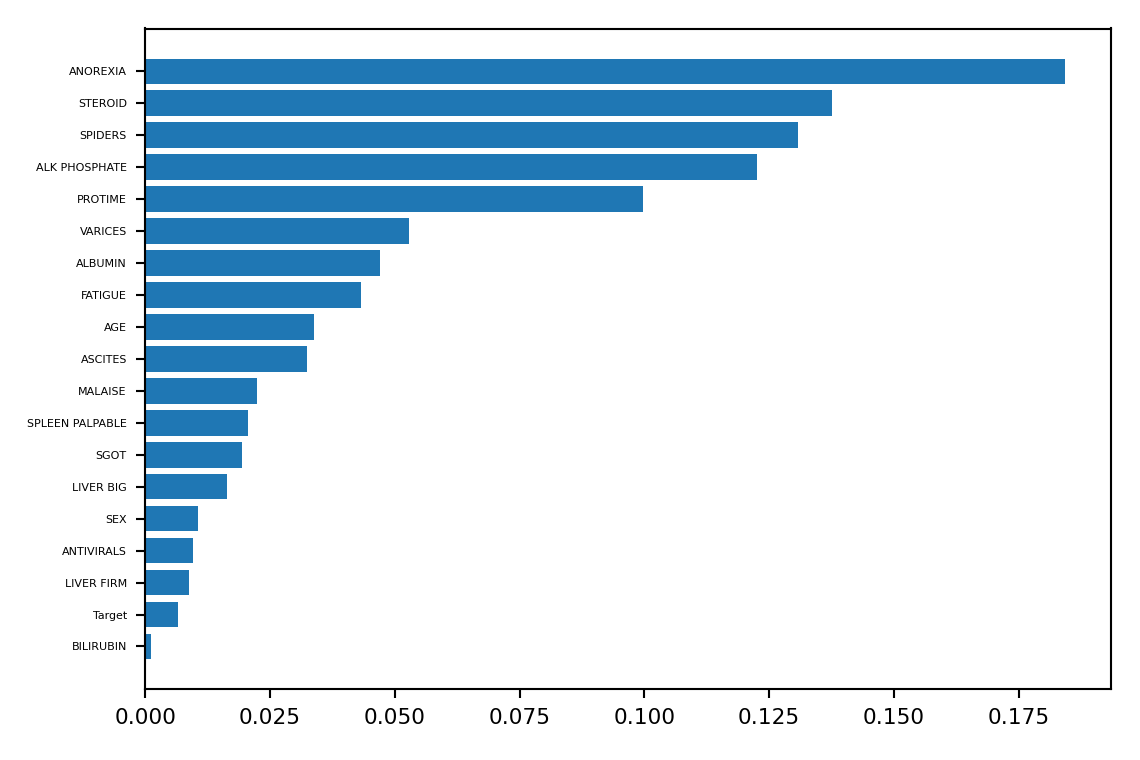 ANOREXIA
STEROID
SPIDERS
ALK PHOSPHATE
PROTIME
VARICES
ALBUMIN
FATIGUE
AGE
ASCITES
MALAISE
SPLEEN PALPABLE
SGOT
LIVER BIG
SEX
ANTIVIRALS
LIVER FIRM
Target
BILIRUBIN
0.000 0.025 0.050 0.075 0.100 0.125 0.150 0.175